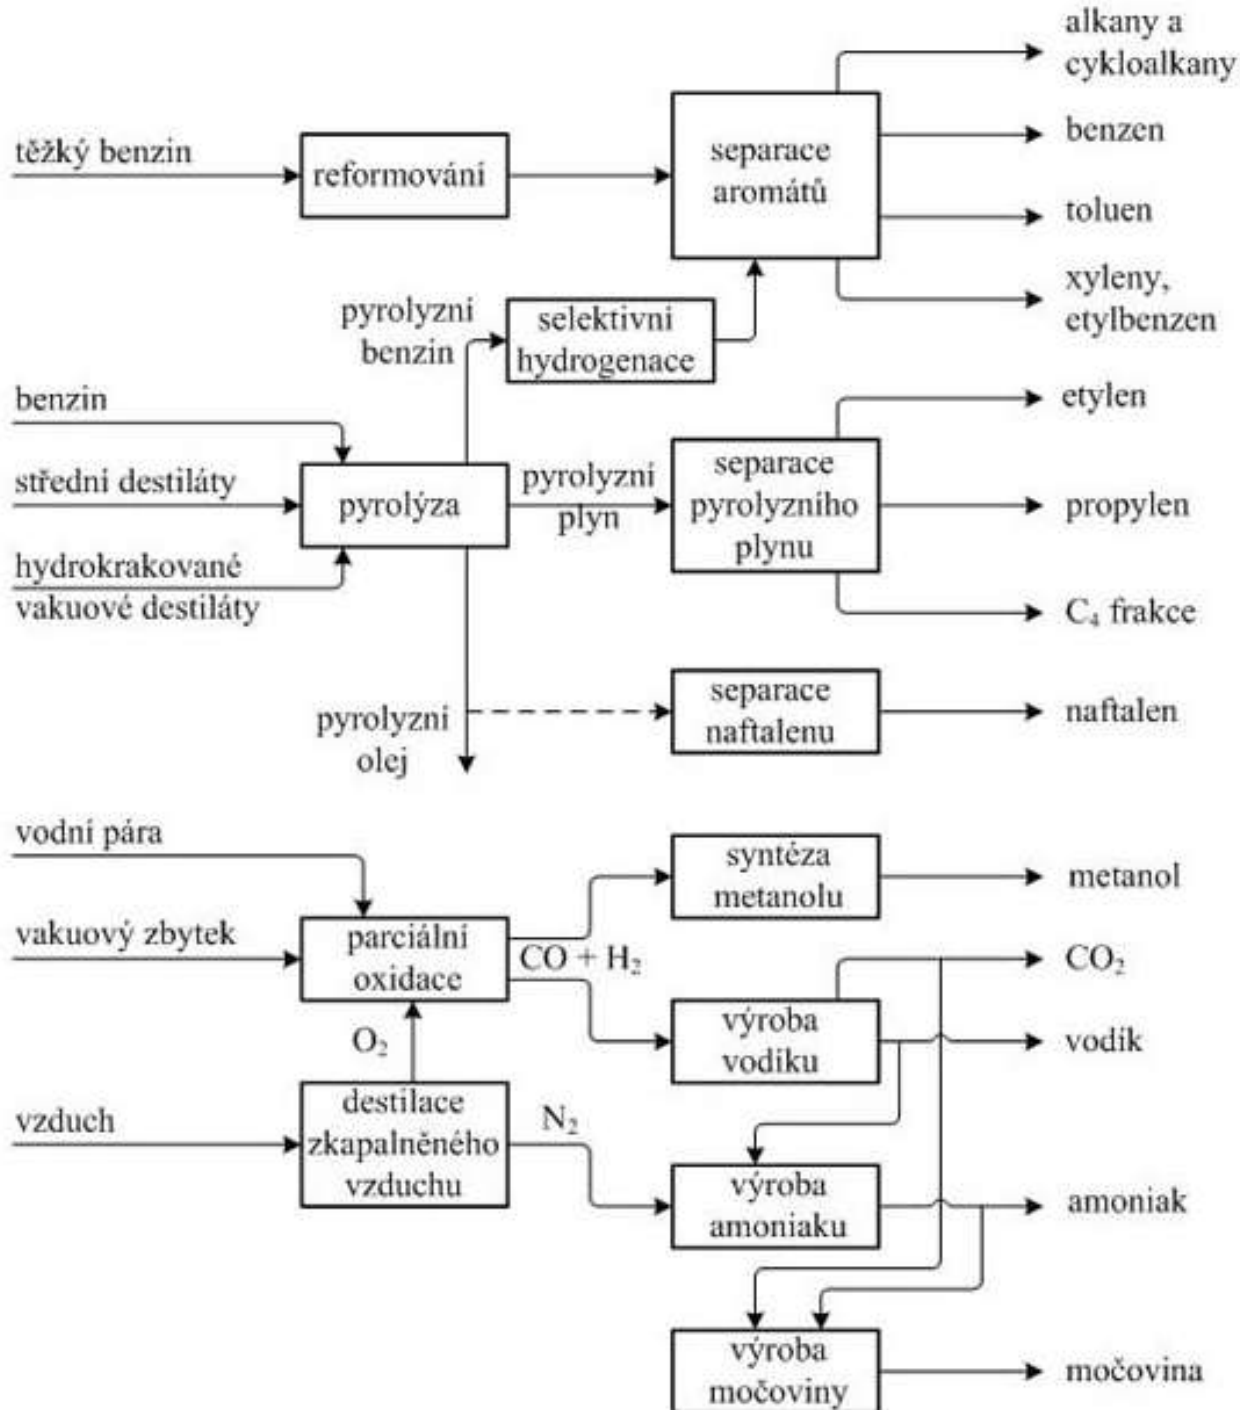 alkany a
cykloalkany
těžký benzin
reformování
separace
aromátů
benzen
toluen
xyleny,
etylbenzen
pyrolyzní
benzin
selektivní
hydrogenace
benzin
střední destiláty
hydrokrakované
vakuové destiláty
pyrolýza
pyrolyzní
plyn
separace
pyrolyzního
plynu
etylen
propylen
C₄ frakce
pyrolyzní
olej
separace
naftalenu
naftalen
vodní pára
vakuový zbytek
parciální
oxidace
CO + H₂
syntéza
metanolu
metanol
CO₂
výroba
vodíku
vodík
O₂
vzduch
destilace
zkapalněného
vzduchu
N₂
výroba
amoniaku
amoniak
výroba
močoviny
močovina